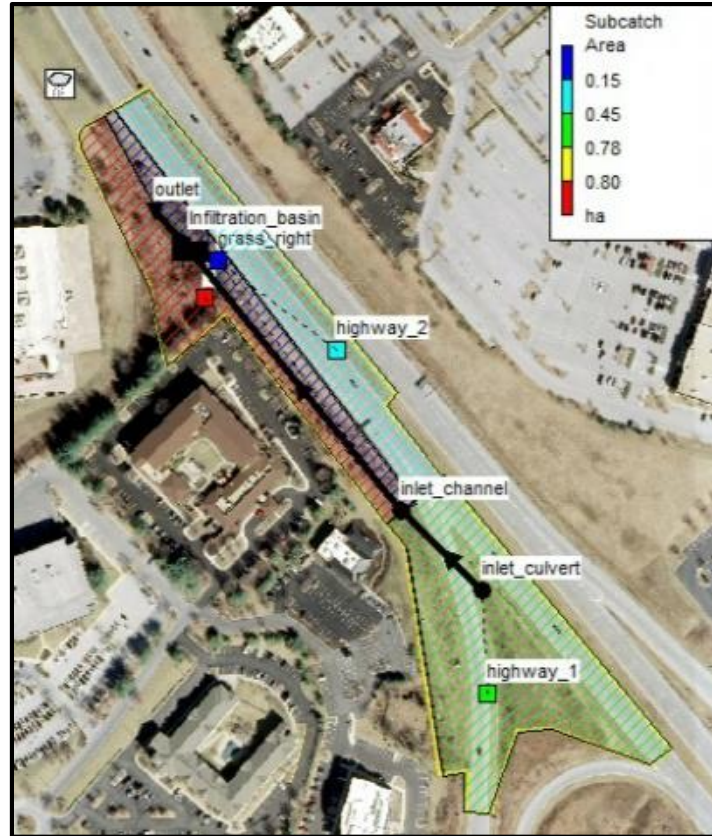 Subcatch
Area
0.15
0.45
0.78
0.80
ha
outlet
Infiltration_basin
grass_right
highway_2
inlet_channel
inlet_culvert
highway_1